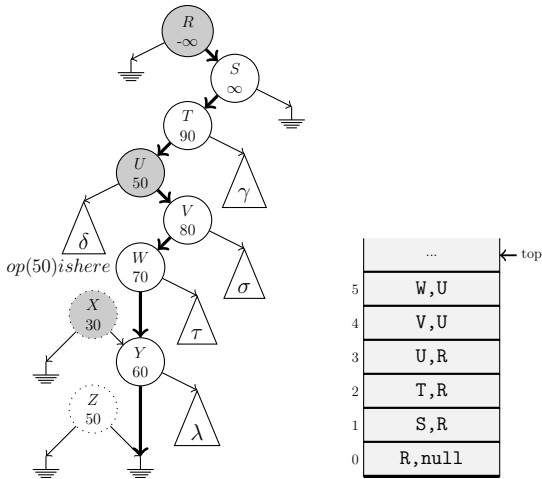 R
-∞
S
∞
T
90
U
50
γ
V
80
δ
op(50)ishere
W
70
σ
X
30
τ
Y
60
Z
50
λ
...
top
5 W,U
4 V,U
3 U,R
2 T,R
1 S,R
0 R,null